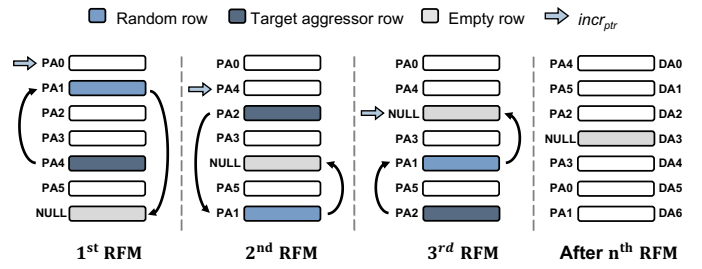 Random row Target aggressor row Empty row incr_ptr
PA0
PA1
PA2
PA3
PA4
PA5
NULL
1st RFM
PA0
PA4
PA2
PA3
NULL
PA5
PA1
2nd RFM
PA0
PA4
NULL
PA3
PA1
PA5
PA2
3rd RFM
PA4 DA0
PA5 DA1
PA2 DA2
NULL DA3
PA3 DA4
PA0 DA5
PA1 DA6
After nth RFM